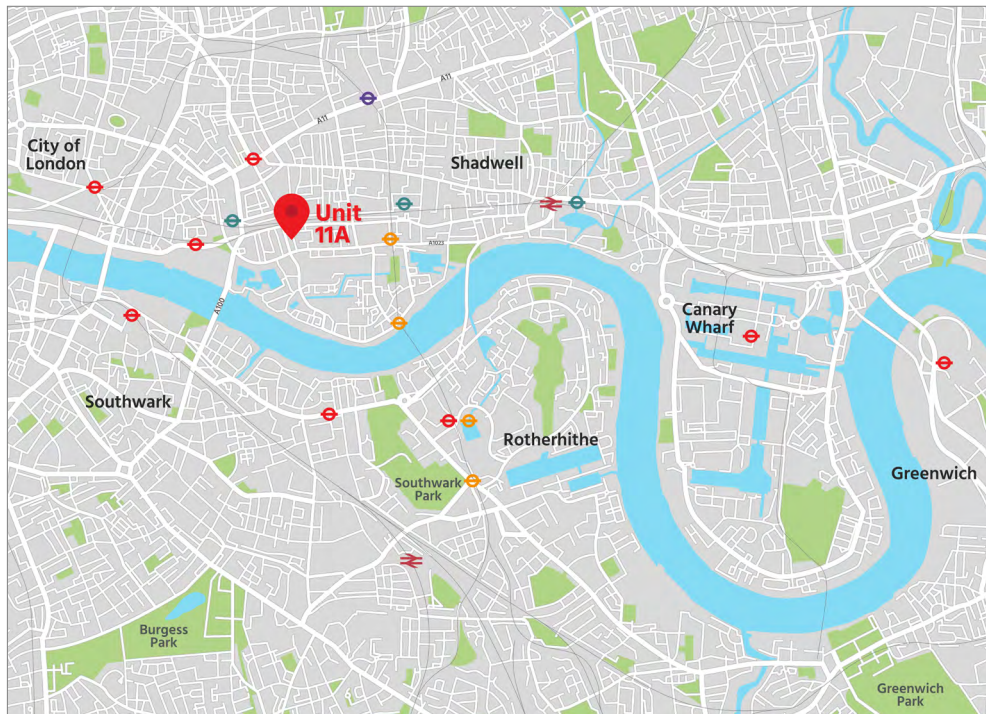 A11
A11
City of
London
Shadwell
Unit
11A
A1023
A100
Canary
Wharf
Southwark
Rotherhithe
Greenwich
Southwark
Park
Burgess
Park
Greenwich
Park